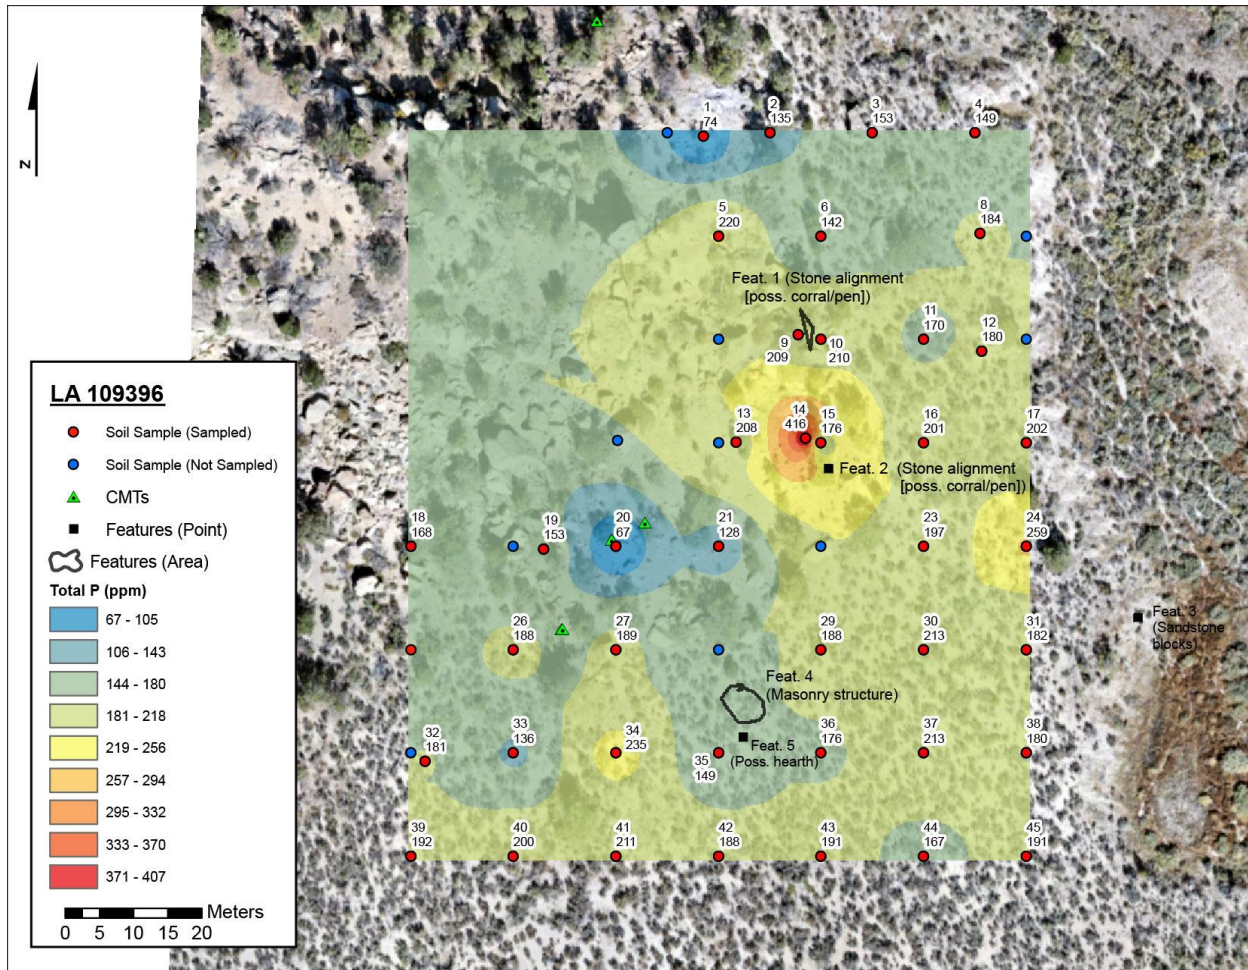 1
74
2
135
3
153
4
149
N
5
220
6
142
8
184
Feat. 1 (Stone alignment
[poss. corral/pen])
9
209
10
210
11
170
12
180
13
208
14
416
15
176
16
201
17
202
Feat. 2 (Stone alignment
[poss. corral/pen])
18
168
19
153
20
67
21
128
23
197
24
259
Feat. 3
(Sandstone
blocks)
26
188
27
189
29
188
30
213
31
182
Feat. 4
(Masonry structure)
32
181
33
136
34
235
35
149
Feat. 5
(Poss. hearth)
36
176
37
213
38
180
39
192
40
200
41
211
42
188
43
191
44
167
45
191
LA 109396
Soil Sample (Sampled)
Soil Sample (Not Sampled)
CMTs
Features (Point)
Features (Area)
Total P (ppm)
67 - 105
106 - 143
144 - 180
181 - 218
219 - 256
257 - 294
295 - 332
333 - 370
371 - 407
Meters
0 5 10 15 20